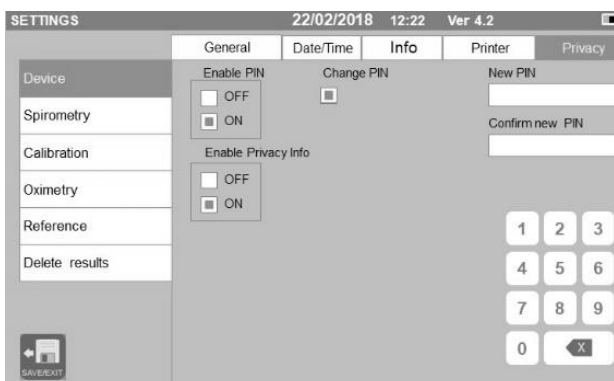 SETTINGS 22/02/2018 12:22 Ver 4.2
General Date/Time Info Printer Privacy
Device
Spirometry
Calibration
Oximetry
Reference
Delete results
Enable PIN
OFF
ON
Change PIN
New PIN
Confirm new PIN
Enable Privacy Info
OFF
ON
1 2 3
4 5 6
7 8 9
0 X
SAVE/EXIT